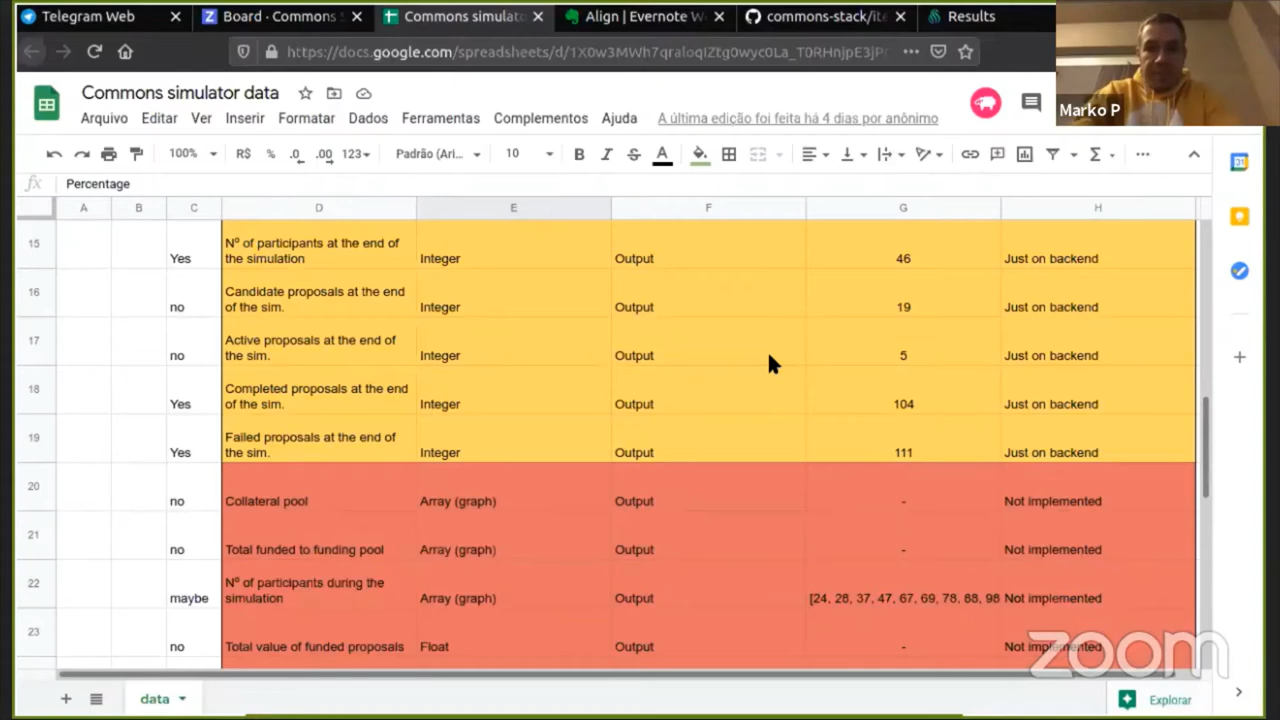 Telegram Web
Board · Commons S
Commons simulato
Align | Evernote W
commons-stack/ite
Results
https://docs.google.com/spreadsheets/d/1X0w3MWh7qraloqIZtg0wyc0La_T0RHnjpE3jP
Marko P
Commons simulator data
Arquivo Editar Ver Inserir Formatar Dados Ferramentas Complementos Ajuda A última edição foi feita há 4 dias por anônimo
100% R$ % .0 .00 123 Padrão (Ari... 10 B I S A
fx Percentage
A B C D E F G H
15 Yes Nº of participants at the end of
the simulation Integer Output 46 Just on backend
16 no Candidate proposals at the end
of the sim. Integer Output 19 Just on backend
17 no Active proposals at the end of
the sim. Integer Output 5 Just on backend
18 Yes Completed proposals at the end
of the sim. Integer Output 104 Just on backend
19 Yes Failed proposals at the end of
the sim. Integer Output 111 Just on backend
20 no Collateral pool Array (graph) Output - Not implemented
21 no Total funded to funding pool Array (graph) Output - Not implemented
22 maybe Nº of participants during the
simulation Array (graph) Output [24, 28, 37, 47, 67, 69, 78, 88, 98 Not implemented
23 no Total value of funded proposals Float Output - Not implemented
zoom
data
Explorar